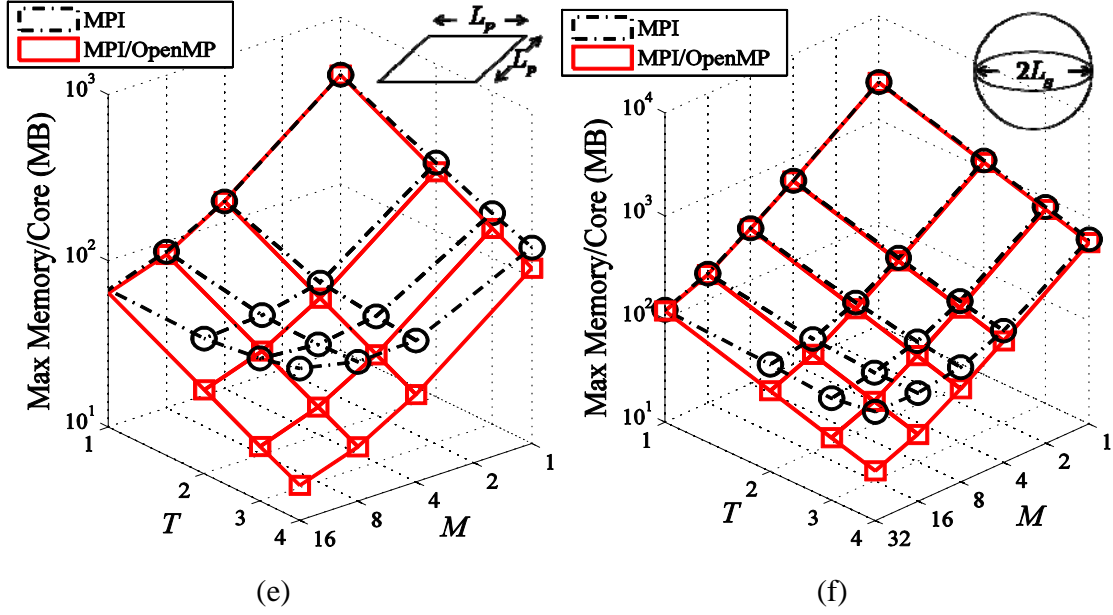 MPI
MPI/OpenMP
L_P
L_P
Max Memory/Core (MB)
10^3
10^2
10^1
1
2
3
4
T
16
8
4
2
1
M
(e)
MPI
MPI/OpenMP
2L_S
Max Memory/Core (MB)
10^4
10^3
10^2
10^1
1
2
3
4
T
32
16
8
4
2
1
M
(f)